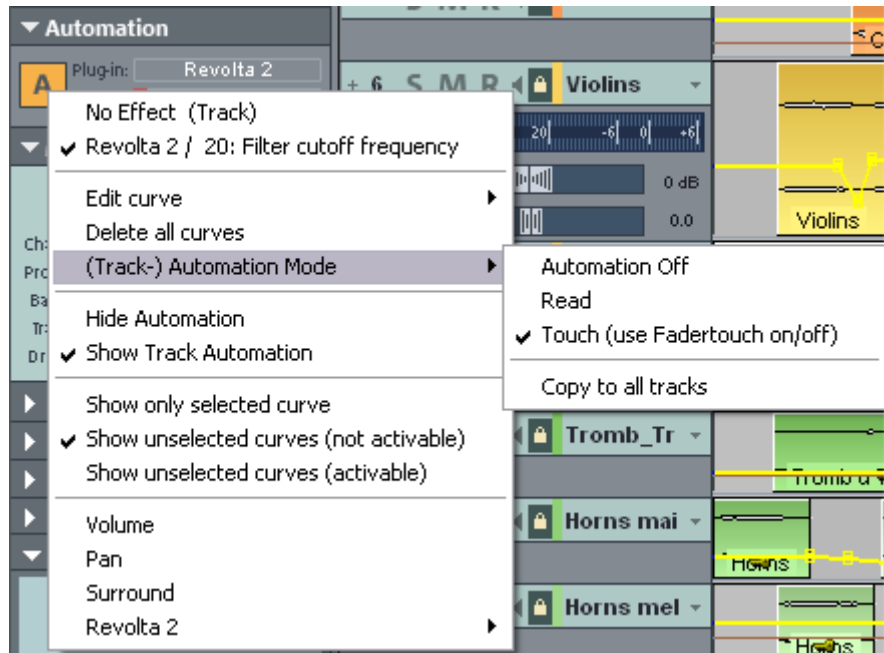 Automation
Plug-in: Revolta 2
A
No Effect (Track)
Revolta 2 / 20: Filter cutoff frequency
Edit curve
Delete all curves
(Track-) Automation Mode
Hide Automation
Show Track Automation
Show only selected curve
Show unselected curves (not activable)
Show unselected curves (activable)
Volume
Pan
Surround
Revolta 2
Automation Off
Read
Touch (use Fadertouch on/off)
Copy to all tracks
S M R
+ 6 S M R Violins
20 -6 0 +6
0 dB
0.0
Violins
Tromb_Tr
Horns mai
Horns
Horns mel
Horns